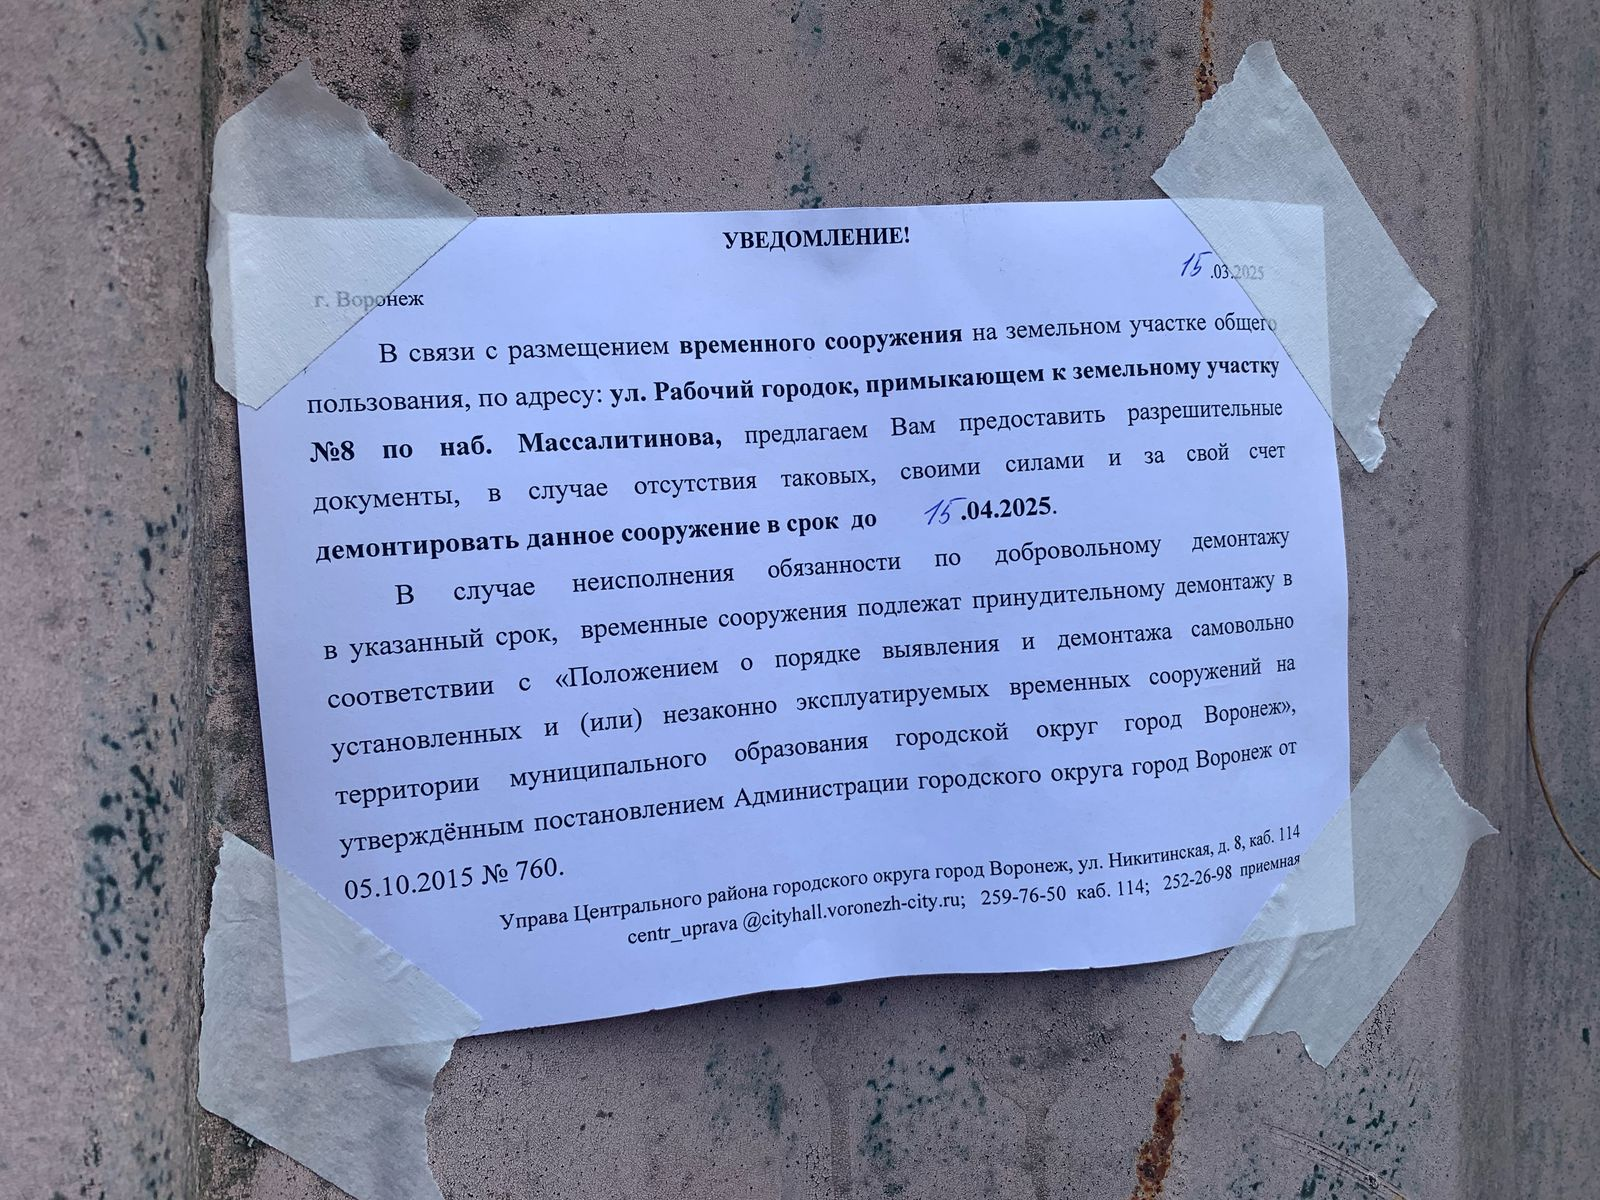 УВЕДОМЛЕНИЕ!
15.03.2025
г. Воронеж
В связи с размещением временного сооружения на земельном участке общего
пользования, по адресу: ул. Рабочий городок, примыкающем к земельному участку
№8 по наб. Массалитинова, предлагаем Вам предоставить разрешительные
документы, в случае отсутствия таковых, своими силами и за свой счет
демонтировать данное сооружение в срок до 15.04.2025.
В случае неисполнения обязанности по добровольному демонтажу
в указанный срок, временные сооружения подлежат принудительному демонтажу в
соответствии с «Положением о порядке выявления и демонтажа самовольно
установленных и (или) незаконно эксплуатируемых временных сооружений на
территории муниципального образования городской округ город Воронеж»,
утверждённым постановлением Администрации городского округа город Воронеж от
05.10.2015 № 760.
Управа Центрального района городского округа город Воронеж, ул. Никитинская, д. 8, каб. 114
centr_uprava @cityhall.voronezh-city.ru; 259-76-50 каб. 114; 252-26-98 приемная